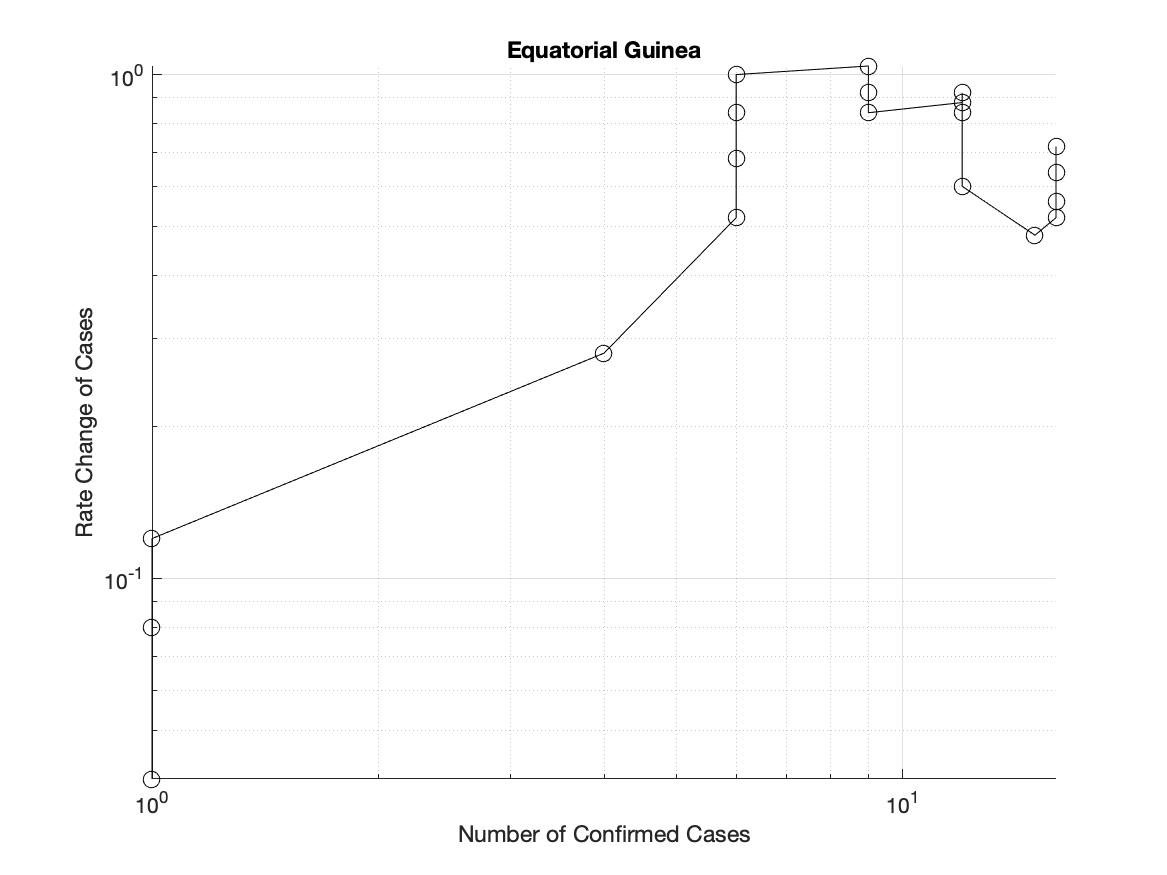 Equatorial Guinea
10^0
Rate Change of Cases
10^-1
10^0 10^1
Number of Confirmed Cases